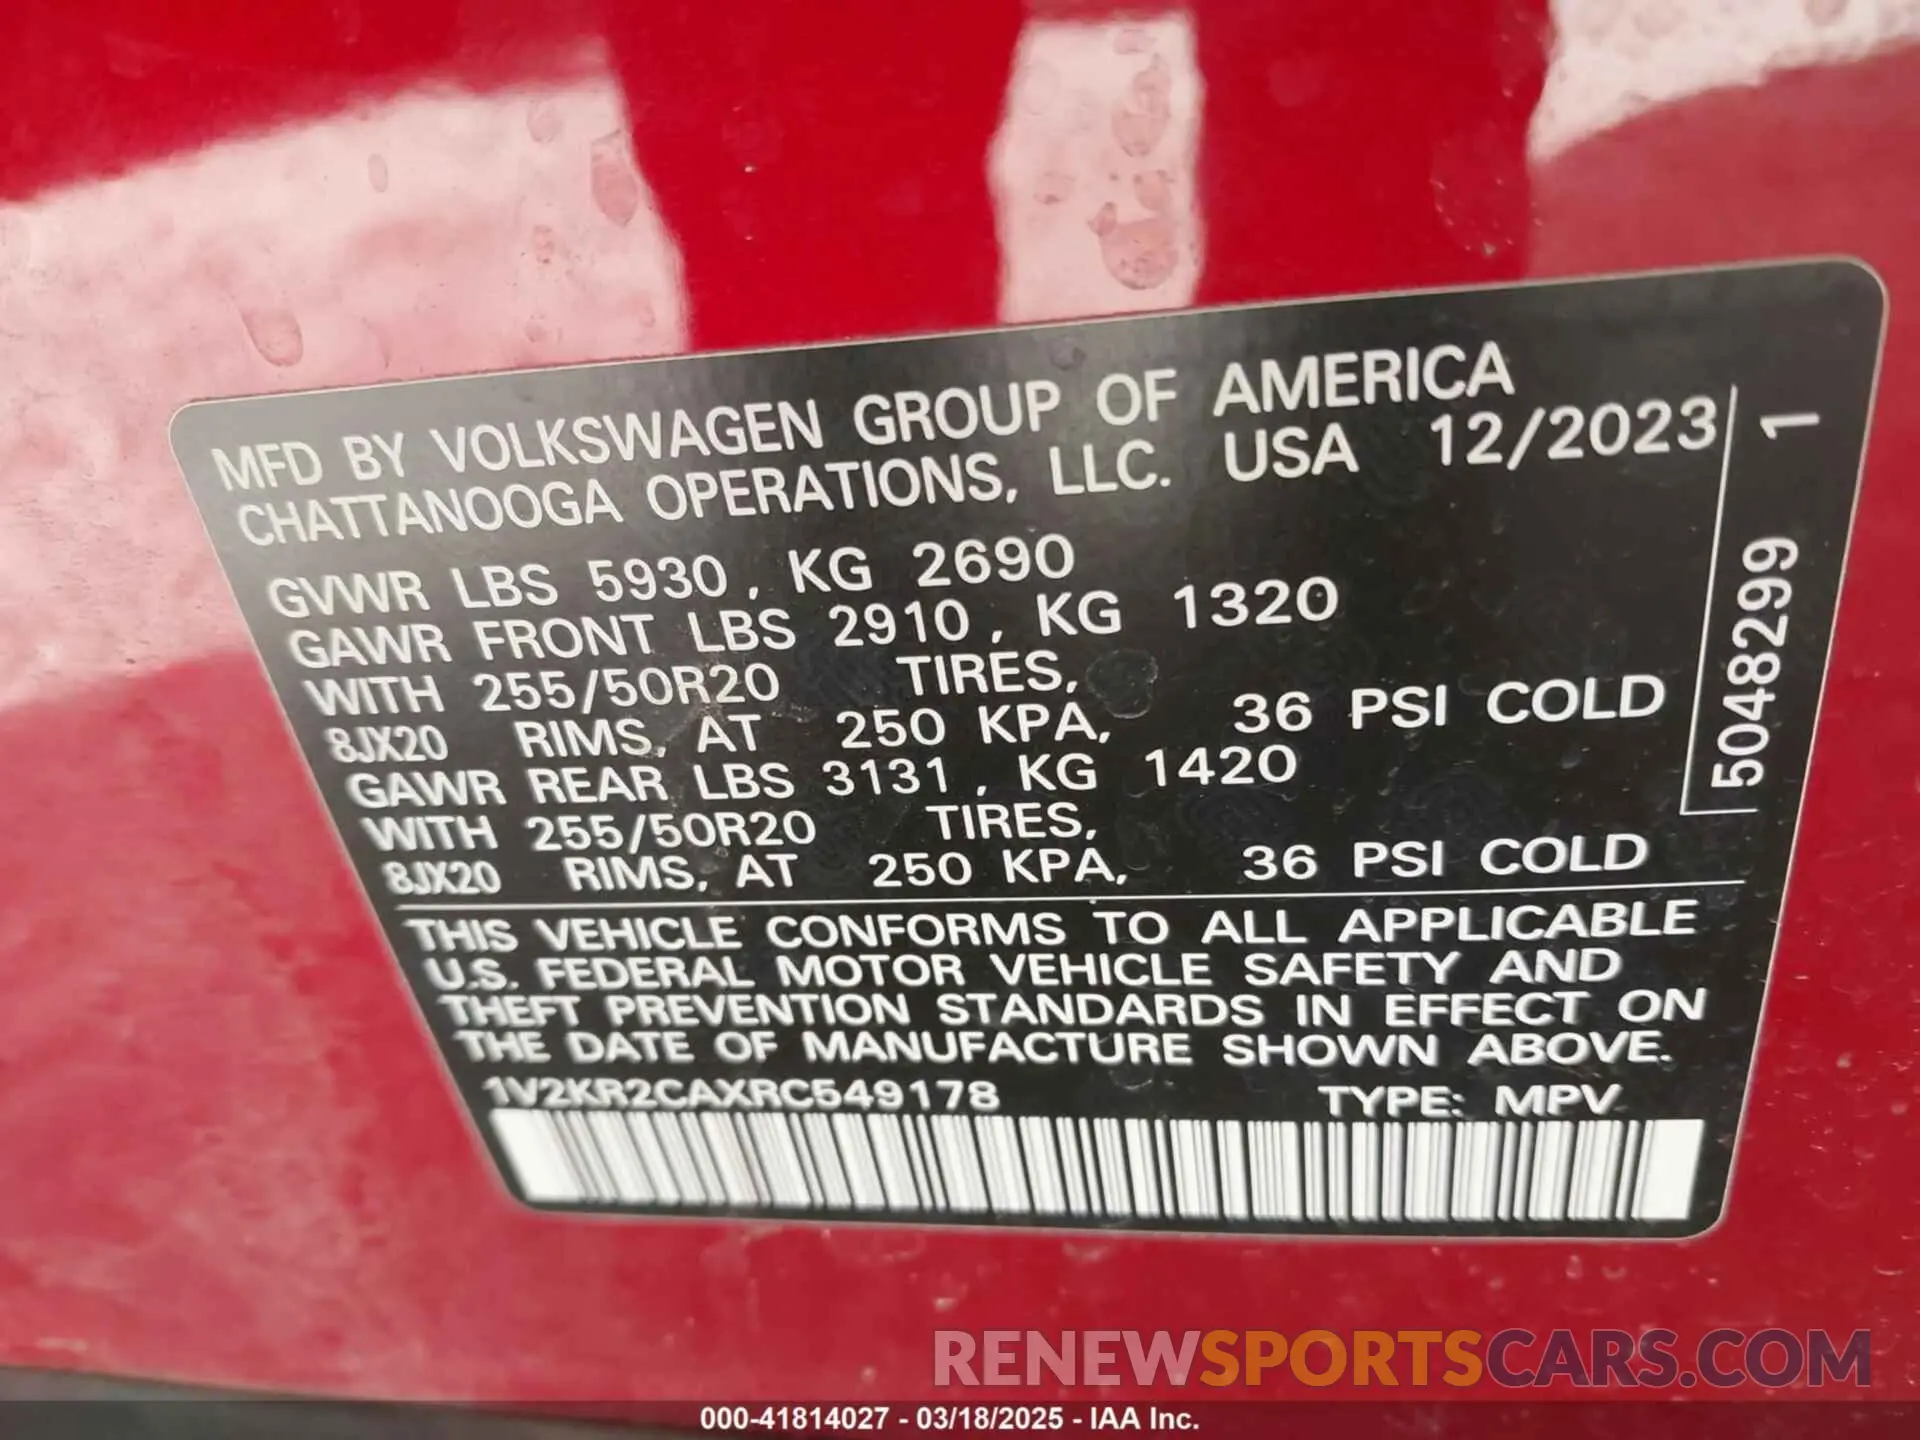 MFD BY VOLKSWAGEN GROUP OF AMERICA
CHATTANOOGA OPERATIONS, LLC. USA 12/2023
GVWR LBS 5930, KG 2690
GAWR FRONT LBS 2910, KG 1320
WITH 255/50R20 TIRES,
8JX20 RIMS, AT 250 KPA, 36 PSI COLD
GAWR REAR LBS 3131, KG 1420
WITH 255/50R20 TIRES,
8JX20 RIMS, AT 250 KPA, 36 PSI COLD
5048299 1
THIS VEHICLE CONFORMS TO ALL APPLICABLE
U.S. FEDERAL MOTOR VEHICLE SAFETY AND
THEFT PREVENTION STANDARDS IN EFFECT ON
THE DATE OF MANUFACTURE SHOWN ABOVE.
1V2KR2CAXRC549178 TYPE: MPV
RENEWSPORTSCARS.COM
000-41814027 - 03/18/2025 - IAA Inc.